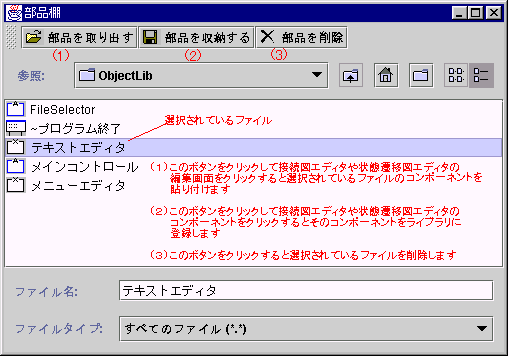 部品棚
部品を取り出す 部品を収納する 部品を削除
(1) (2) (3)
参照: ObjectLib
FileSelector
選択されているファイル
~プログラム終了
テキストエディタ
メインコントロール
メニューエディタ
(1)このボタンをクリックして接続図エディタや状態遷移図エディタの
編集画面をクリックすると選択されているファイルのコンポーネントを
貼り付けます
(2)このボタンをクリックして接続図エディタや状態遷移図エディタの
コンポーネントをクリックするとそのコンポーネントをライブラリに
登録します
(3)このボタンをクリックすると選択されているファイルを削除します
ファイル名: テキストエディタ
ファイルタイプ: すべてのファイル (*.*)